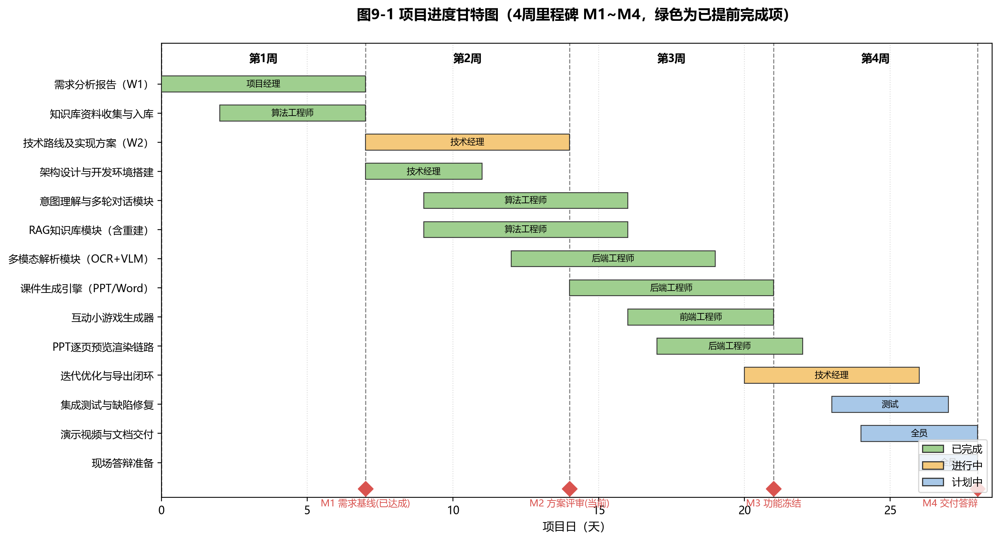 图9-1 项目进度甘特图（4周里程碑 M1~M4，绿色为已提前完成项）
第1周 第2周 第3周 第4周
需求分析报告（W1） 项目经理
知识库资料收集与入库 算法工程师
技术路线及实现方案（W2） 技术经理
架构设计与开发环境搭建 技术经理
意图理解与多轮对话模块 算法工程师
RAG知识库模块（含重建） 算法工程师
多模态解析模块（OCR+VLM） 后端工程师
课件生成引擎（PPT/Word） 后端工程师
互动小游戏生成器 前端工程师
PPT逐页预览渲染链路 后端工程师
迭代优化与导出闭环 技术经理
集成测试与缺陷修复 测试
演示视频与文档交付 全员
现场答辩准备 全员
已完成
进行中
计划中
M1 需求基线(已达成) M2 方案评审(当前) M3 功能冻结 M4 交付答辩
0 5 10 15 20 25
项目日（天）